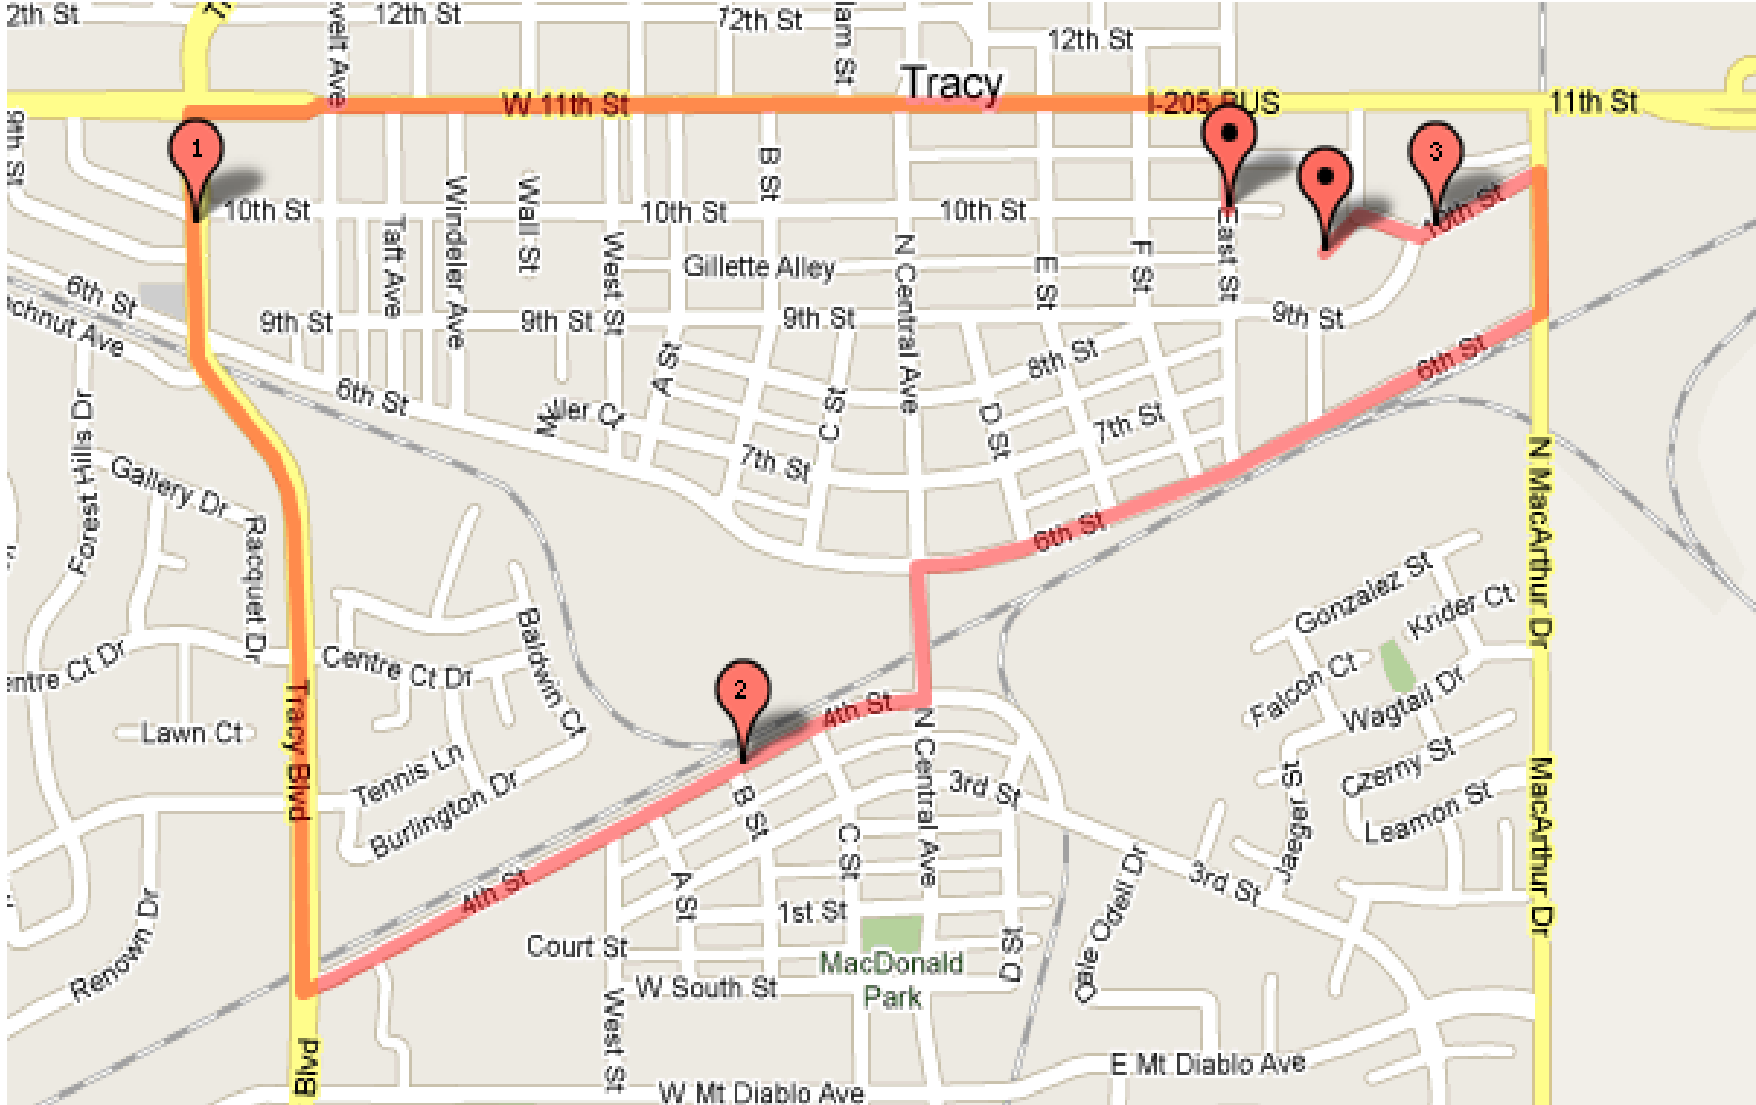 2th St
12th St
12th St
12th St
Tracy
W 11th St
I-205 BUS
11th St
9th St
1
3
2
10th St
10th St
10th St
10th St
B St
Windeler Ave
Wall St
Taft Ave
West St
Gillette Alley
N Central Ave
E St
F St
East St
6th St
9th St
9th St
9th St
9th St
6th St
A St
C St
8th St
6th St
7th St
D St
7th St
Forest Hills Dr
Gallery Dr
Racquet Dr
6th St
N MacArthur Dr
Gonzalez St
Krider Ct
Baldwin Ct
Centre Ct Dr
entre Ct Dr
Falcon Ct
Wagtail Dr
Lawn Ct
Tracy Blvd
4th St
N Central Ave
Tennis Ln
Burlington Dr
B St
3rd St
Czerny St
Leamon St
Jaeger St
MacArthur Dr
C St
4th St
A St
1st St
3rd St
Renown Dr
Court St
MacDonald
Park
D St
W South St
West St
Blvd
E Mt Diablo Ave
W Mt Diablo Ave